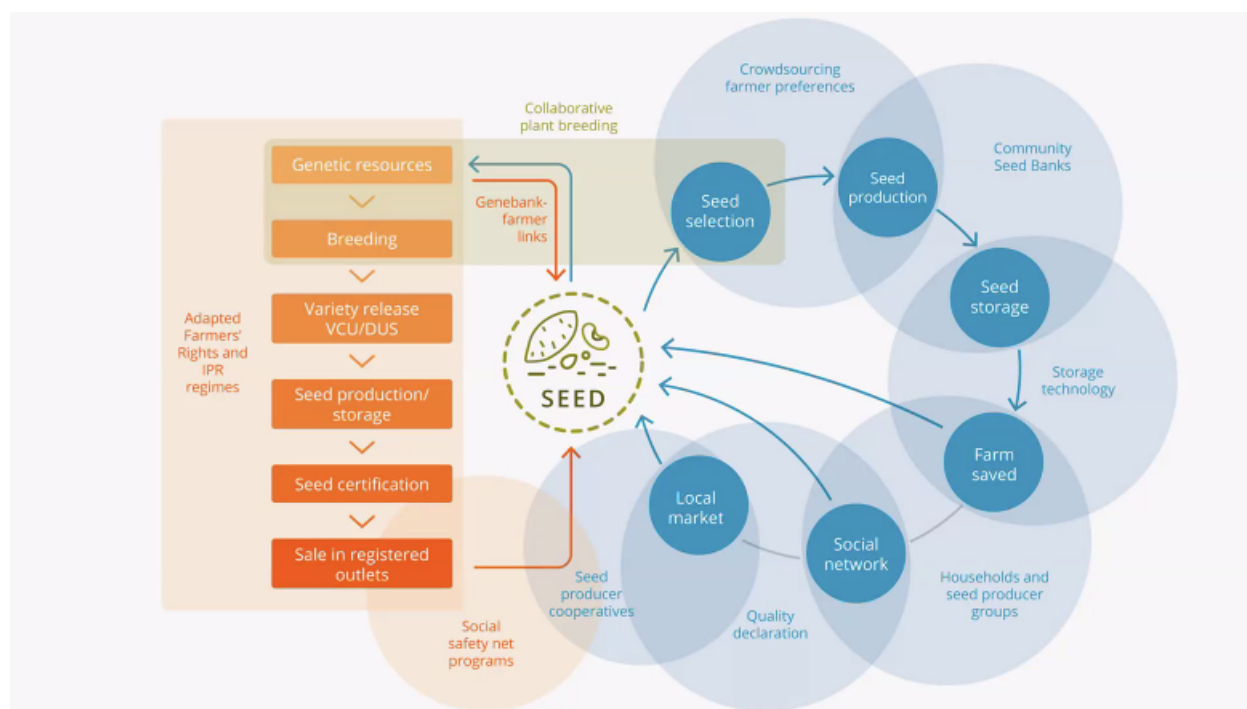 Crowdsourcing
farmer preferences
Collaborative
plant breeding
Community
Seed Banks
Genetic resources
Genebank-
farmer
links
Seed
selection
Seed
production
Breeding
Seed
storage
Variety release
VCU/DUS
Adapted
Farmers'
Rights and
IPR
regimes
SEED
Storage
technology
Seed production/
storage
Farm
saved
Seed certification
Local
market
Social
network
Sale in registered
outlets
Seed
producer
cooperatives
Quality
declaration
Households and
seed producer
groups
Social
safety net
programs